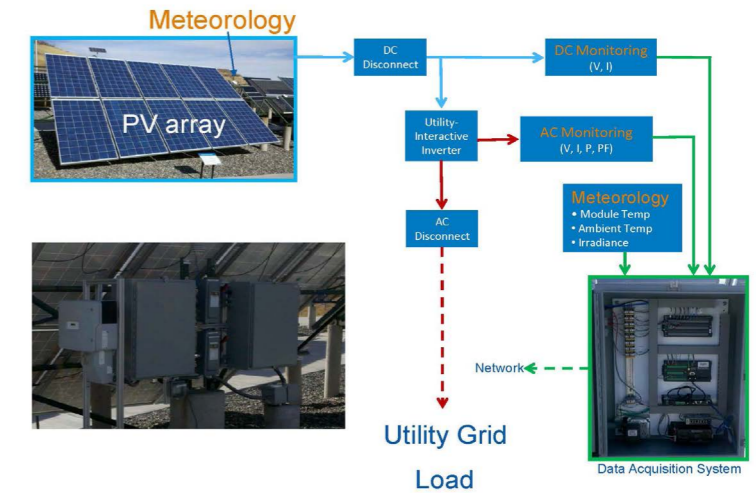 Meteorology
PV array
DC
Disconnect
DC Monitoring
(V, I)
Utility-
Interactive
Inverter
AC Monitoring
(V, I, P, PF)
AC
Disconnect
Meteorology
• Module Temp
• Ambient Temp
• Irradiance
Network
Utility Grid
Load
Data Acquisition System